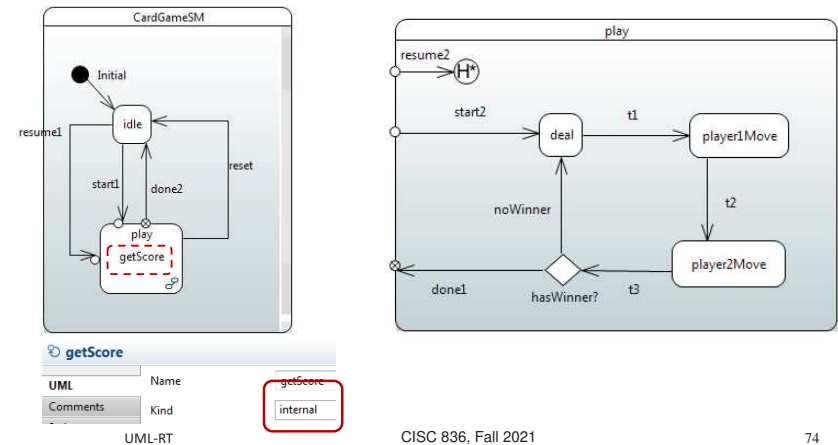 CardGameSM
Initial
idle
resume1
reset
start1
done2
play
getScore
play
resume2
H*
start2
deal
t1
player1Move
t2
noWinner
player2Move
done1
hasWinner?
t3
getScore
UML
Name
getScore
Comments
Kind
internal
UML-RT
CISC 836, Fall 2021
74